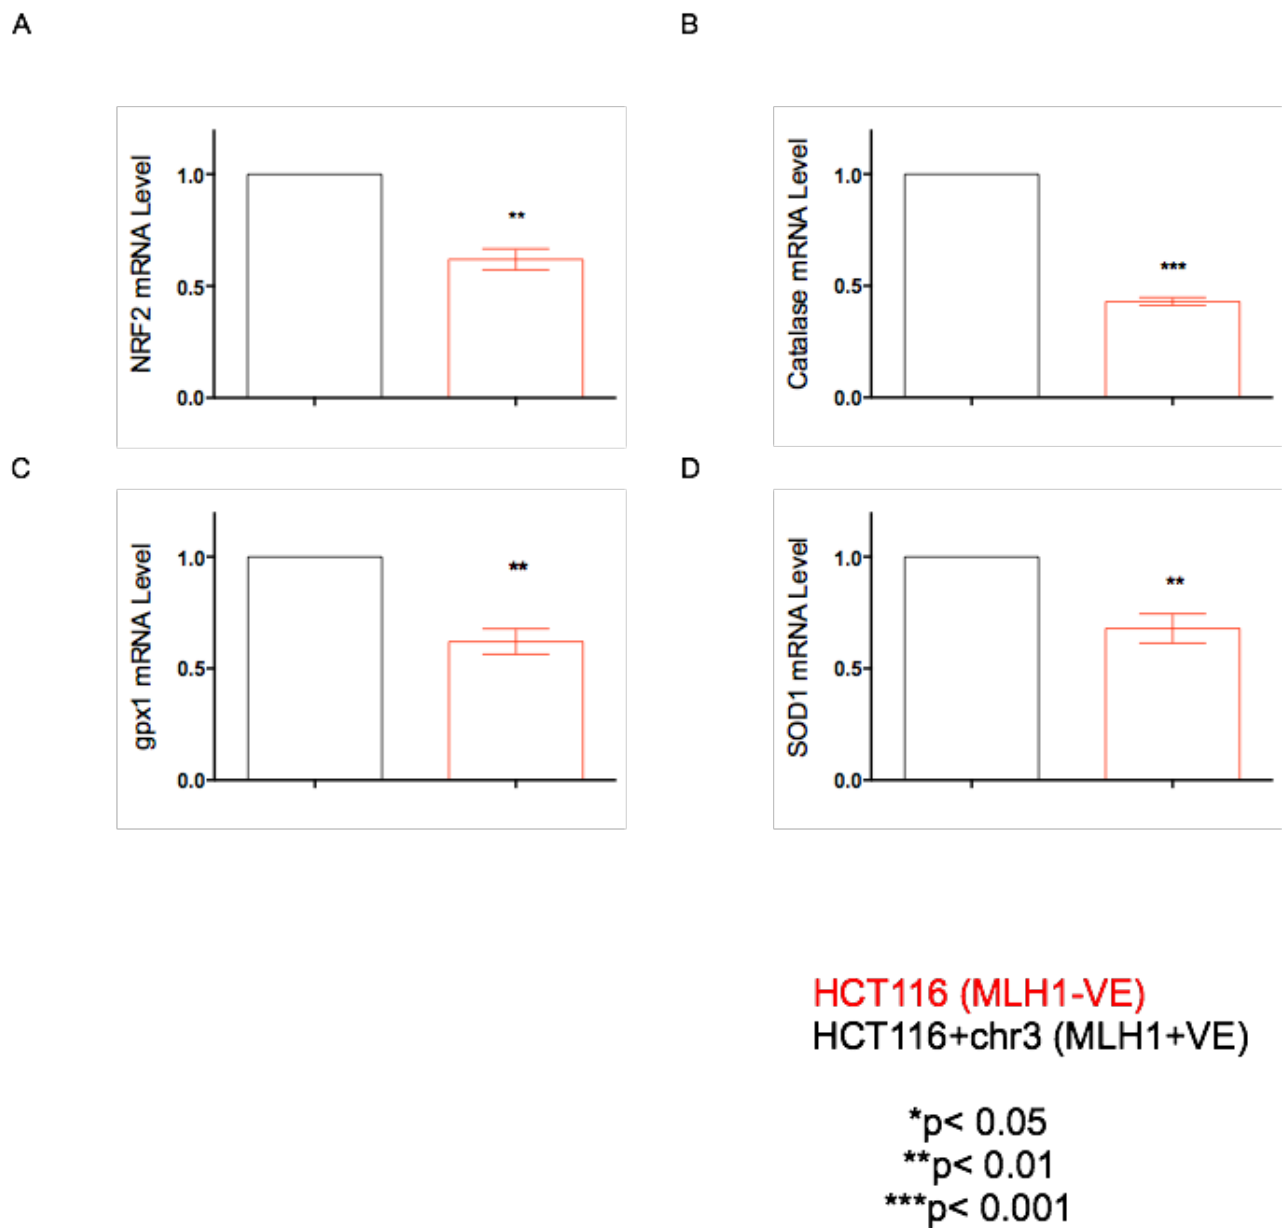 A
B
NRF2 mRNA Level
1.0
0.5
0.0
**
Catalase mRNA Level
1.0
0.5
0.0
***
C
D
gpx1 mRNA Level
1.0
0.5
0.0
**
SOD1 mRNA Level
1.0
0.5
0.0
**
HCT116 (MLH1-VE)
HCT116+chr3 (MLH1+VE)
*p< 0.05
**p< 0.01
***p< 0.001